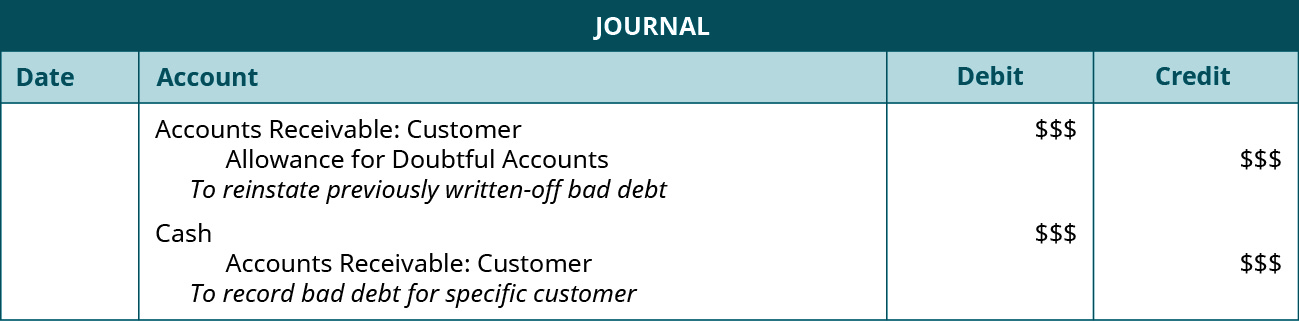 JOURNAL
Date Account Debit Credit
Accounts Receivable: Customer $$$
Allowance for Doubtful Accounts $$$
To reinstate previously written-off bad debt
Cash $$$
Accounts Receivable: Customer $$$
To record bad debt for specific customer